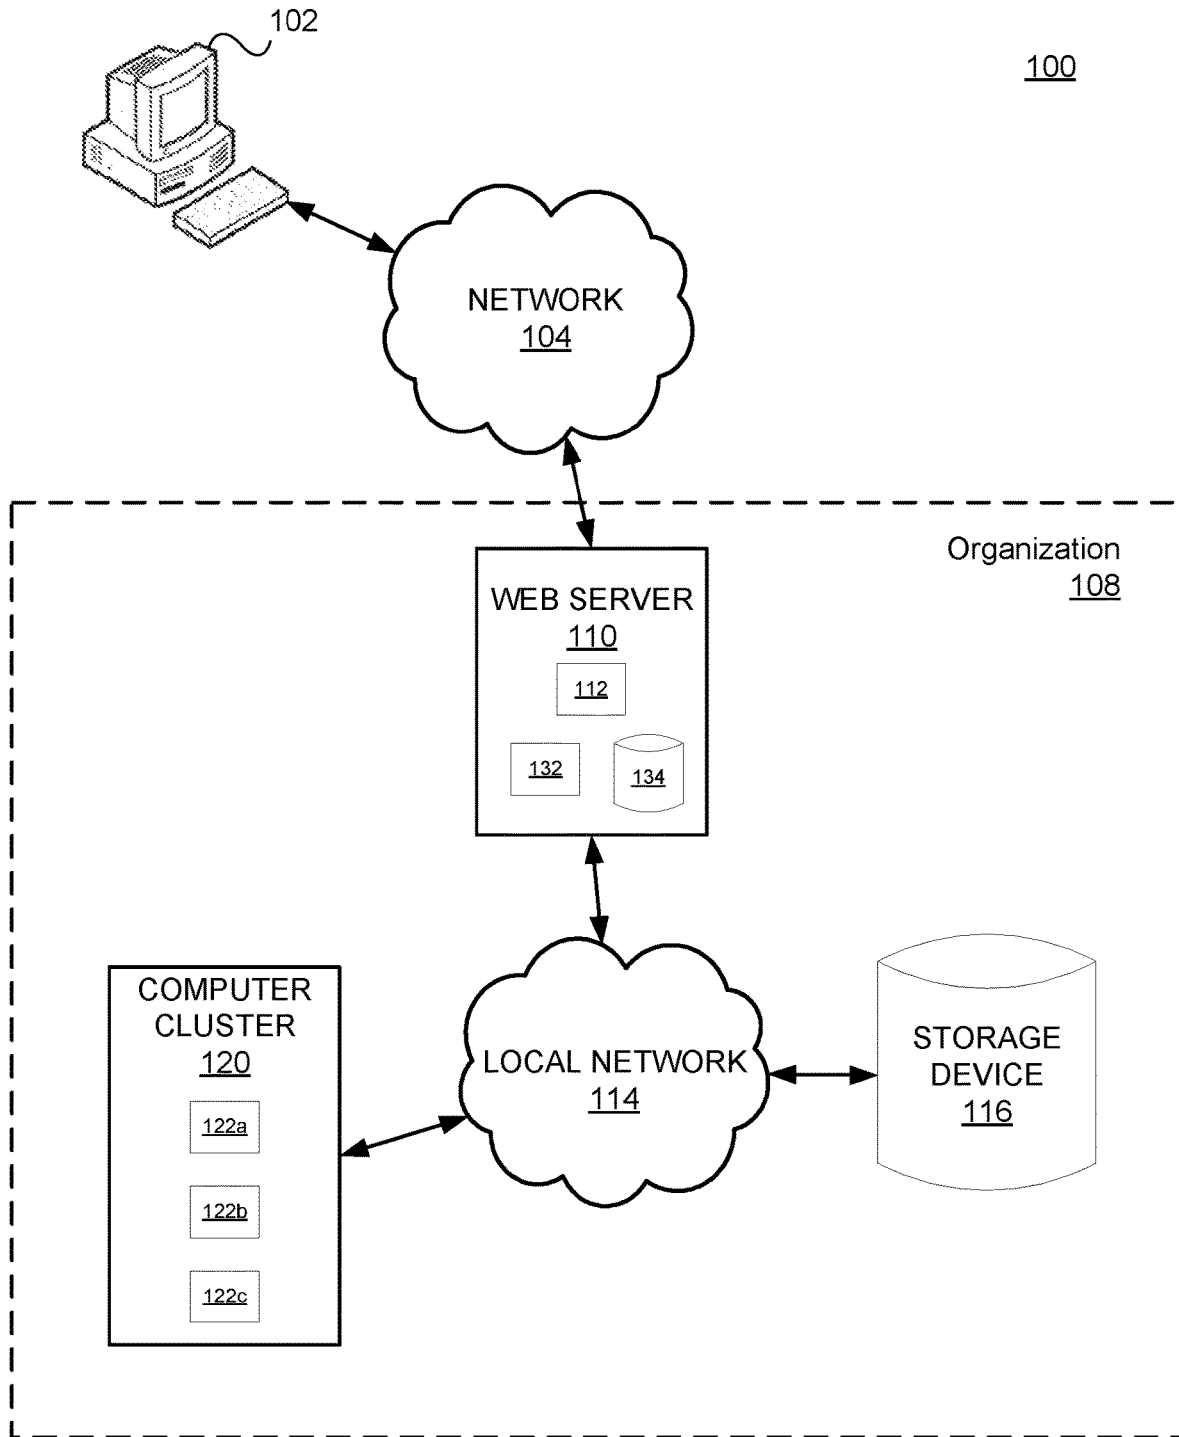 102
100
NETWORK
104
Organization
108
WEB SERVER
110
112
132
134
COMPUTER
CLUSTER
120
122a
122b
122c
LOCAL NETWORK
114
STORAGE
DEVICE
116